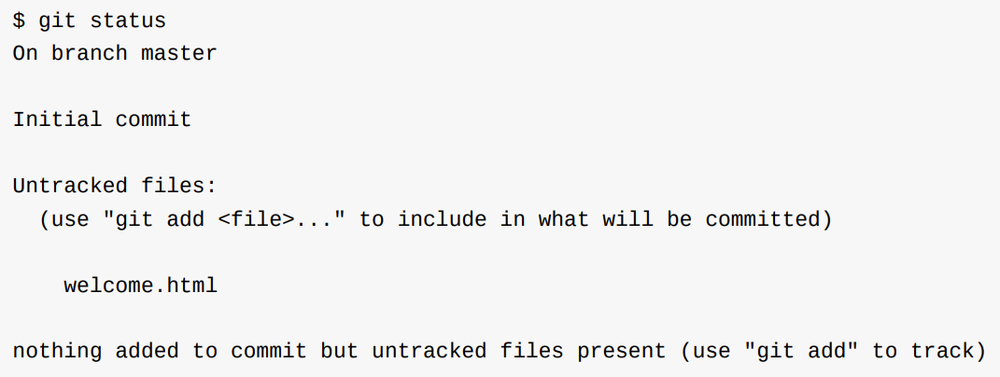 $ git status
On branch master
Initial commit
Untracked files:
(use "git add <file>..." to include in what will be committed)
welcome.html
nothing added to commit but untracked files present (use "git add" to track)